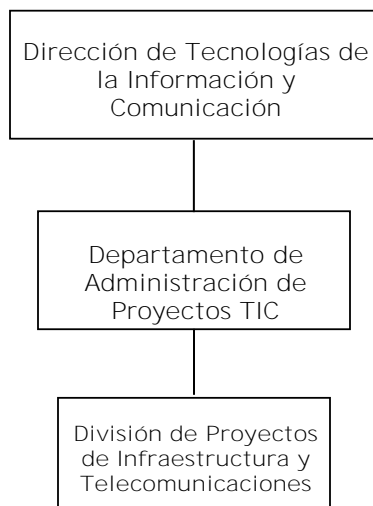 Dirección de Tecnologías de
la Información y
Comunicación
Departamento de
Administración de
Proyectos TIC
División de Proyectos
de Infraestructura y
Telecomunicaciones